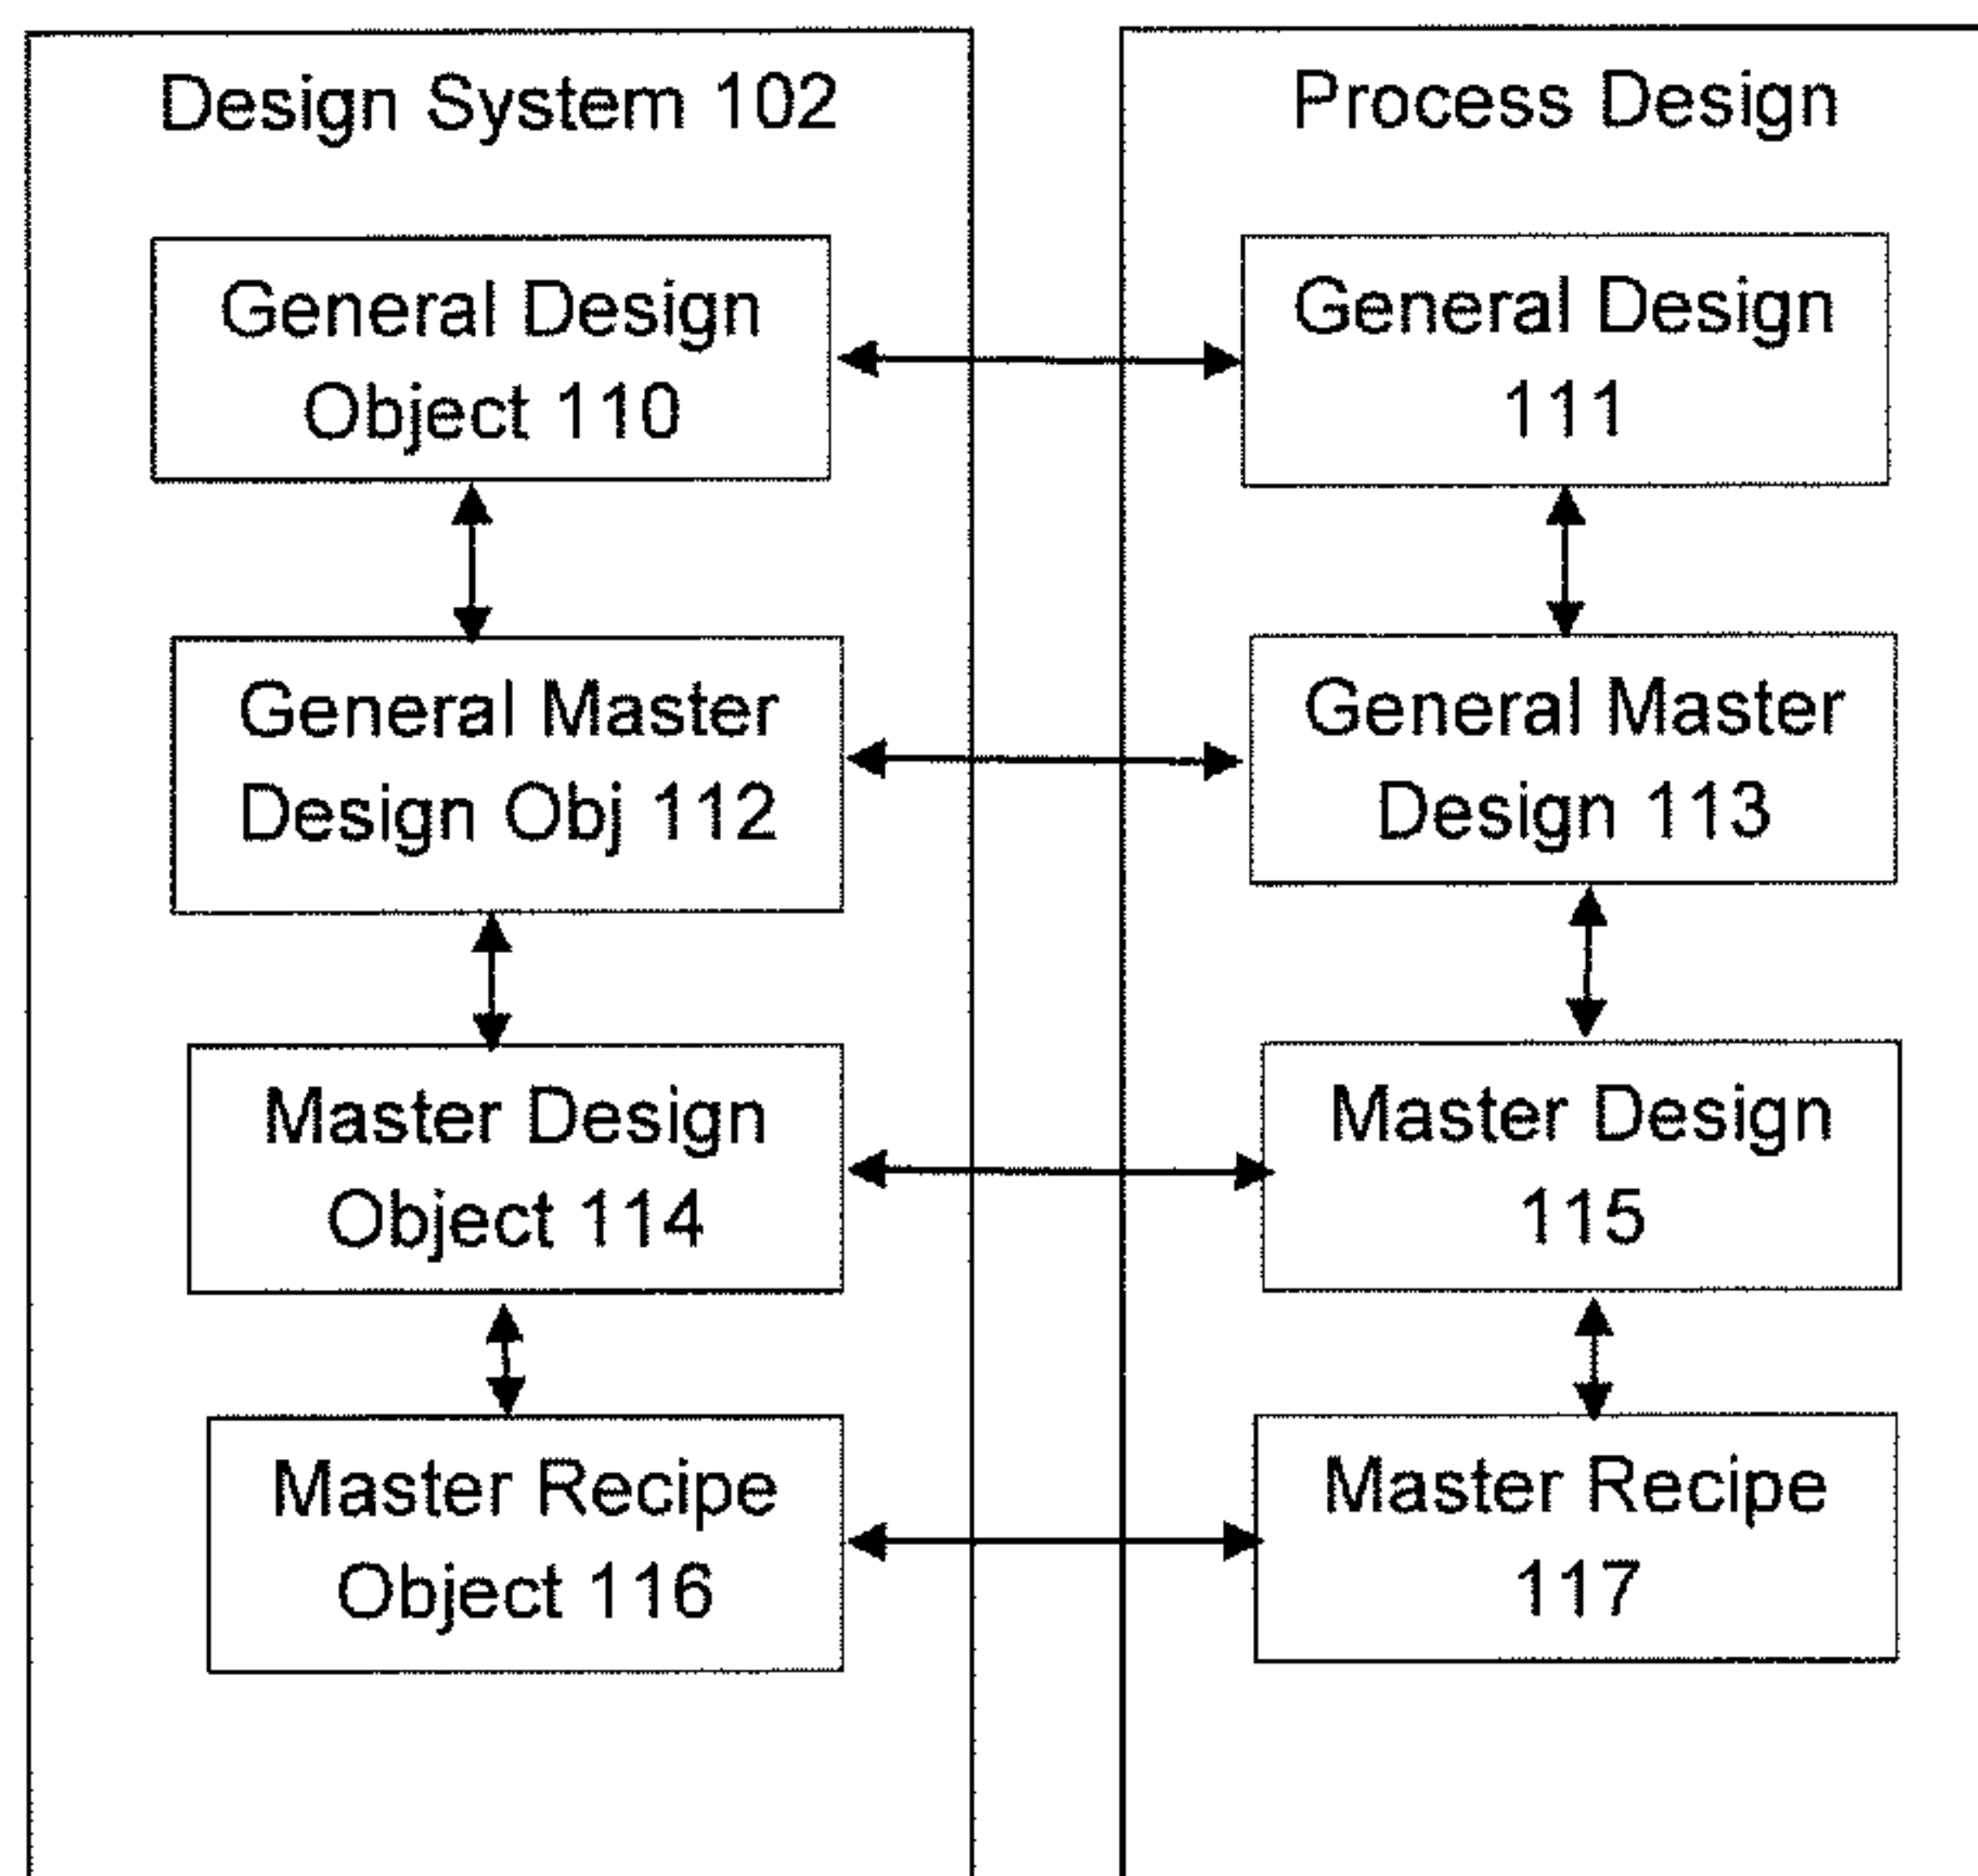 Design System 102
General Design
Object 110
General Master
Design Obj 112
Master Design
Object 114
Master Recipe
Object 116
Process Design
General Design
111
General Master
Design 113
Master Design
115
Master Recipe
117